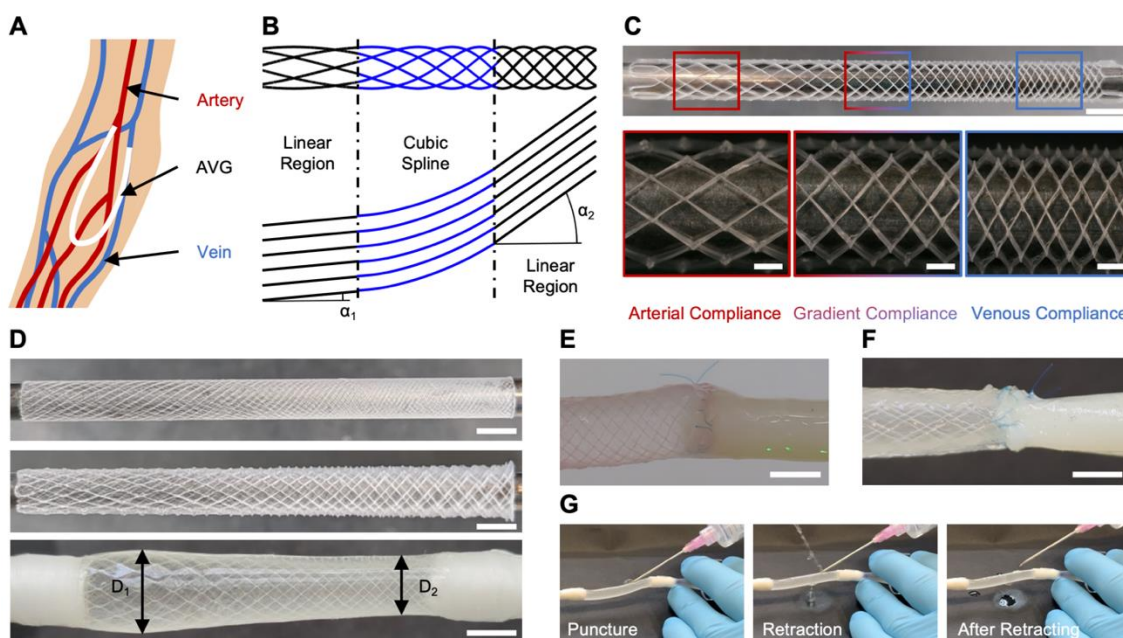 A
Artery
AVG
Vein
B
Linear
Region
Cubic
Spline
α₂
Linear
Region
α₁
C
Arterial Compliance
Gradient Compliance
Venous Compliance
D
D₁
D₂
E
F
G
Puncture
Retraction
After Retracting